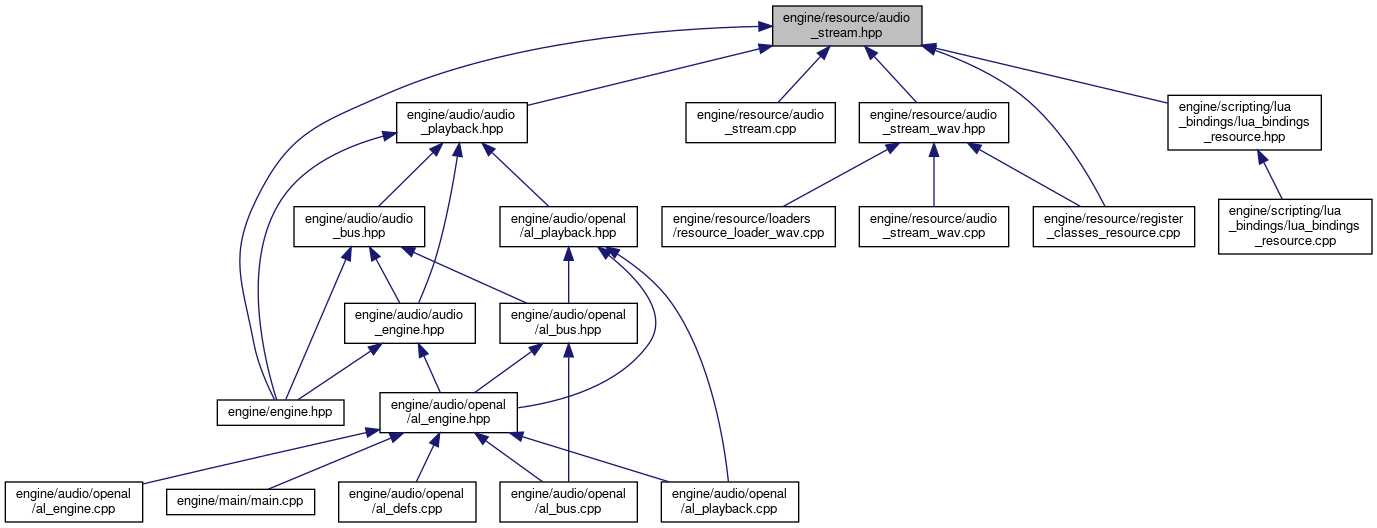 engine/resource/audio
_stream.hpp
engine/audio/audio
_playback.hpp
engine/resource/audio
_stream.cpp
engine/resource/audio
_stream_wav.hpp
engine/scripting/lua
_bindings/lua_bindings
_resource.hpp
engine/audio/audio
_bus.hpp
engine/audio/openal
/al_playback.hpp
engine/resource/loaders
/resource_loader_wav.cpp
engine/resource/audio
_stream_wav.cpp
engine/resource/register
_classes_resource.cpp
engine/scripting/lua
_bindings/lua_bindings
_resource.cpp
engine/audio/audio
_engine.hpp
engine/audio/openal
/al_bus.hpp
engine/engine.hpp
engine/audio/openal
/al_engine.hpp
engine/audio/openal
/al_engine.cpp
engine/main/main.cpp
engine/audio/openal
/al_defs.cpp
engine/audio/openal
/al_bus.cpp
engine/audio/openal
/al_playback.cpp